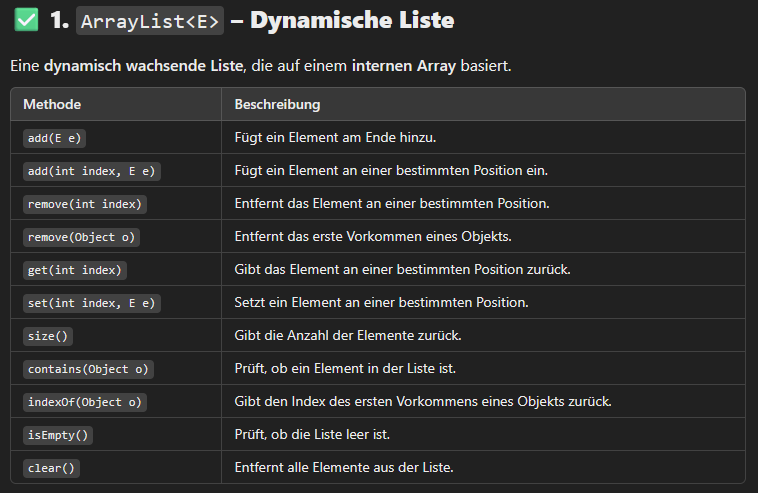 ✅ 1. ArrayList<E> – Dynamische Liste
Eine dynamisch wachsende Liste, die auf einem internen Array basiert.
Methode Beschreibung
add(E e) Fügt ein Element am Ende hinzu.
add(int index, E e) Fügt ein Element an einer bestimmten Position ein.
remove(int index) Entfernt das Element an einer bestimmten Position.
remove(Object o) Entfernt das erste Vorkommen eines Objekts.
get(int index) Gibt das Element an einer bestimmten Position zurück.
set(int index, E e) Setzt ein Element an einer bestimmten Position.
size() Gibt die Anzahl der Elemente zurück.
contains(Object o) Prüft, ob ein Element in der Liste ist.
indexOf(Object o) Gibt den Index des ersten Vorkommens eines Objekts zurück.
isEmpty() Prüft, ob die Liste leer ist.
clear() Entfernt alle Elemente aus der Liste.